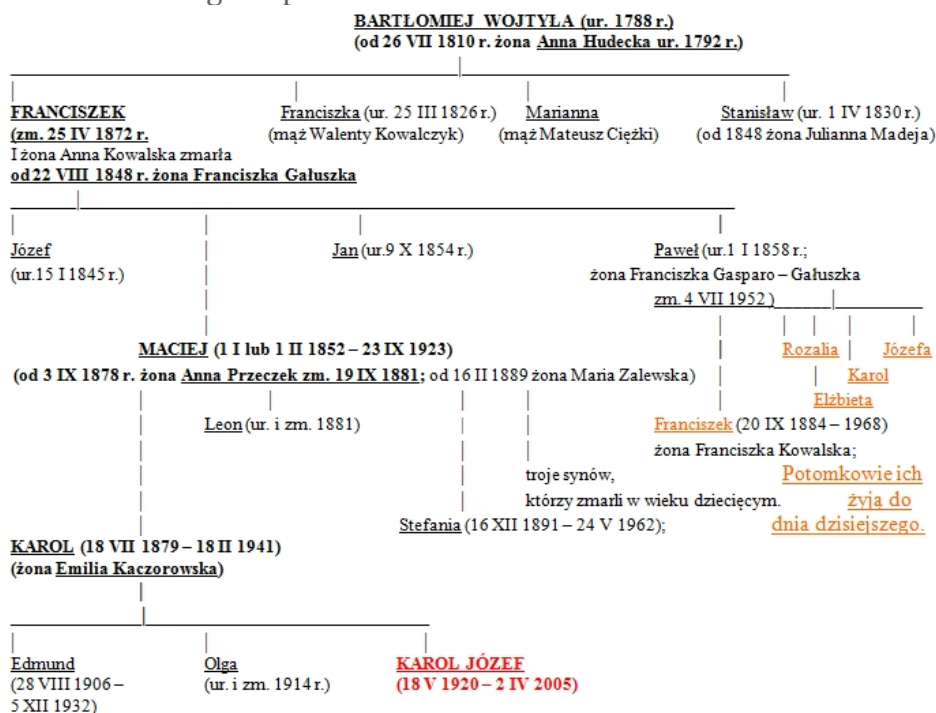 BARTŁOMIEJ WOJTYŁA (ur. 1788 r.)
(od 26 VII 1810 r. żona Anna Hudecka ur. 1792 r.)
FRANCISZEK
(zm. 25 IV 1872 r.
I żona Anna Kowalska zmarła
od 22 VIII 1848 r. żona Franciszka Gałuszka
Franciszka (ur. 25 III 1826 r.)
(mąż Walenty Kowalczyk)
Marianna
(mąż Mateusz Ciężki)
Stanisław (ur. 1 IV 1830 r.)
(od 1848 żona Julianna Madeja)
Józef
(ur.15 I 1845 r.)
Jan (ur.9 X 1854 r.)
Paweł (ur.1 I 1858 r.;
żona Franciszka Gasparo – Gałuszka
zm. 4 VII 1952 )
MACIEJ (1 I lub 1 II 1852 – 23 IX 1923)
(od 3 IX 1878 r. żona Anna Przeczek zm. 19 IX 1881; od 16 II 1889 żona Maria Zalewska)
Rozalia
Józefa
Karol
Elżbieta
Leon (ur. i zm. 1881)
Franciszek (20 IX 1884 – 1968)
żona Franciszka Kowalska;
troje synów,
którzy zmarli w wieku dziecięcym.
Potomkowie ich
żyja do
dnia dzisiejszego.
Stefania (16 XII 1891 – 24 V 1962);
KAROL (18 VII 1879 – 18 II 1941)
(żona Emilia Kaczorowska)
Edmund
(28 VIII 1906 –
5 XII 1932)
Olga
(ur. i zm. 1914 r.)
KAROL JÓZEF
(18 V 1920 – 2 IV 2005)